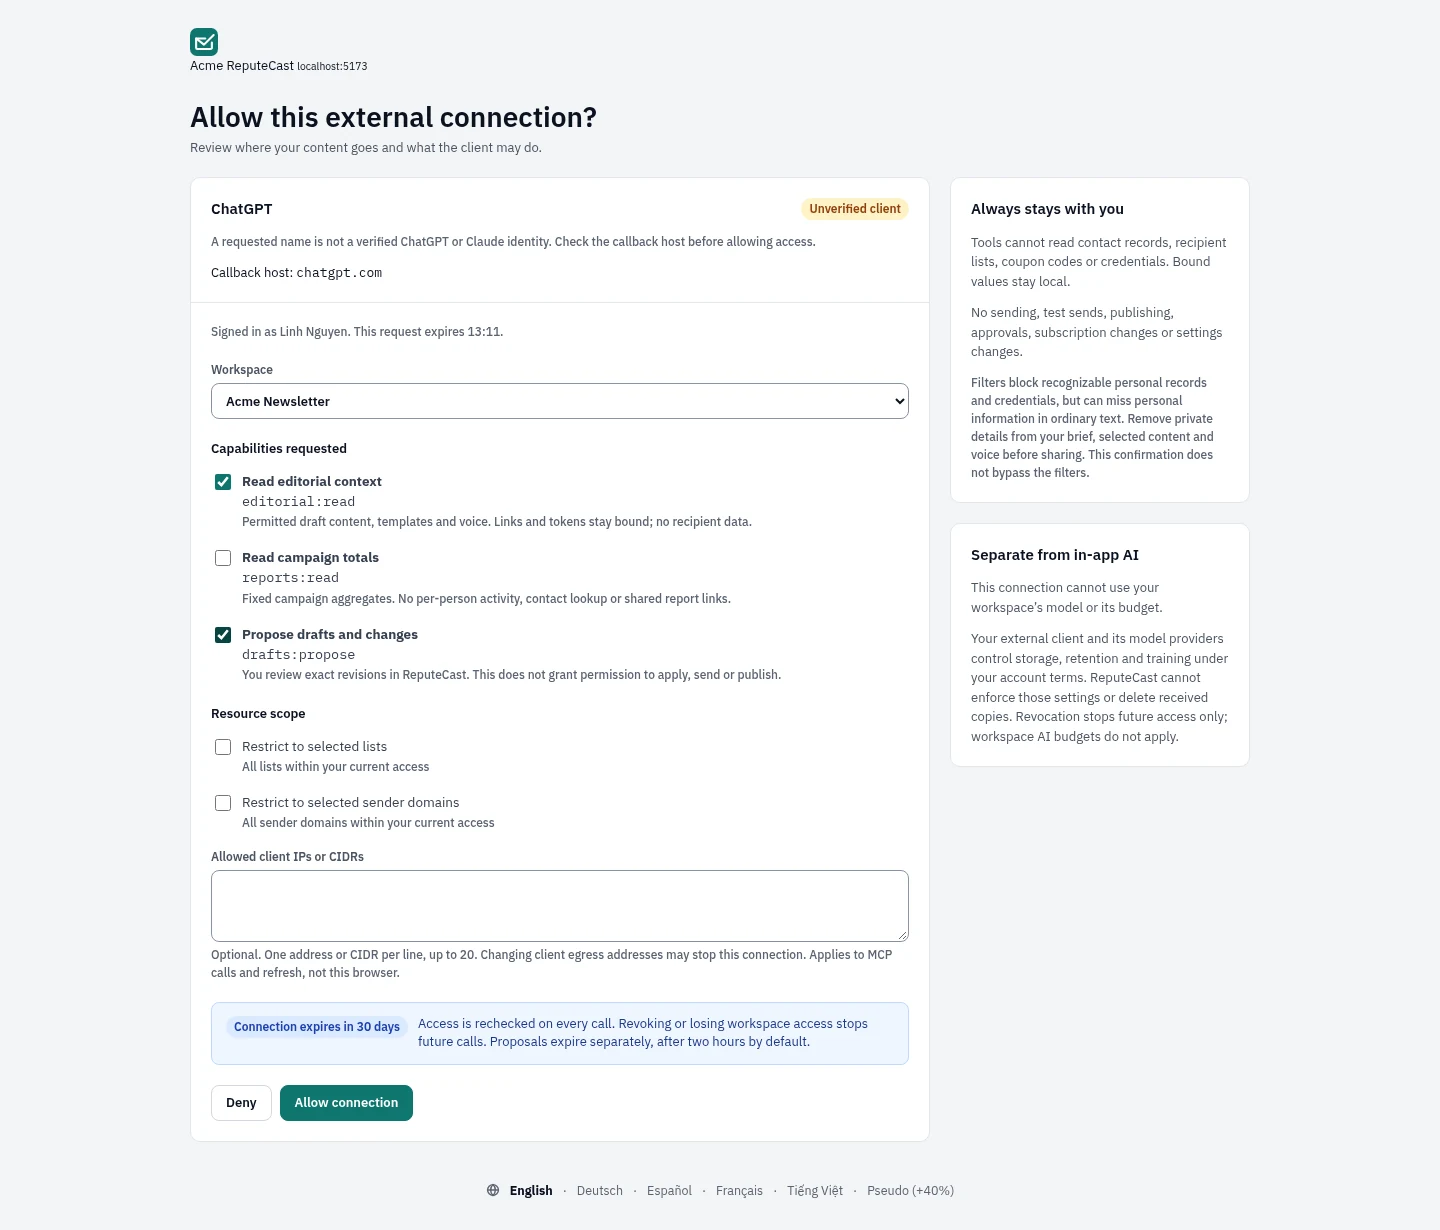 Acme ReputeCast localhost:5173
Allow this external connection?
Review where your content goes and what the client may do.
ChatGPT
Unverified client
A requested name is not a verified ChatGPT or Claude identity. Check the callback host before allowing access.
Callback host: chatgpt.com
Signed in as Linh Nguyen. This request expires 13:11.
Workspace
Acme Newsletter
Capabilities requested
Read editorial context
editorial:read
Permitted draft content, templates and voice. Links and tokens stay bound; no recipient data.
Read campaign totals
reports:read
Fixed campaign aggregates. No per-person activity, contact lookup or shared report links.
Propose drafts and changes
drafts:propose
You review exact revisions in ReputeCast. This does not grant permission to apply, send or publish.
Resource scope
Restrict to selected lists
All lists within your current access
Restrict to selected sender domains
All sender domains within your current access
Allowed client IPs or CIDRs
Optional. One address or CIDR per line, up to 20. Changing client egress addresses may stop this connection. Applies to MCP
calls and refresh, not this browser.
Connection expires in 30 days
Access is rechecked on every call. Revoking or losing workspace access stops
future calls. Proposals expire separately, after two hours by default.
Deny
Allow connection
Always stays with you
Tools cannot read contact records, recipient
lists, coupon codes or credentials. Bound
values stay local.
No sending, test sends, publishing,
approvals, subscription changes or settings
changes.
Filters block recognizable personal records
and credentials, but can miss personal
information in ordinary text. Remove private
details from your brief, selected content and
voice before sharing. This confirmation does
not bypass the filters.
Separate from in-app AI
This connection cannot use your
workspace’s model or its budget.
Your external client and its model providers
control storage, retention and training under
your account terms. ReputeCast cannot
enforce those settings or delete received
copies. Revocation stops future access only;
workspace AI budgets do not apply.
English · Deutsch · Español · Français · Tiếng Việt · Pseudo (+40%)